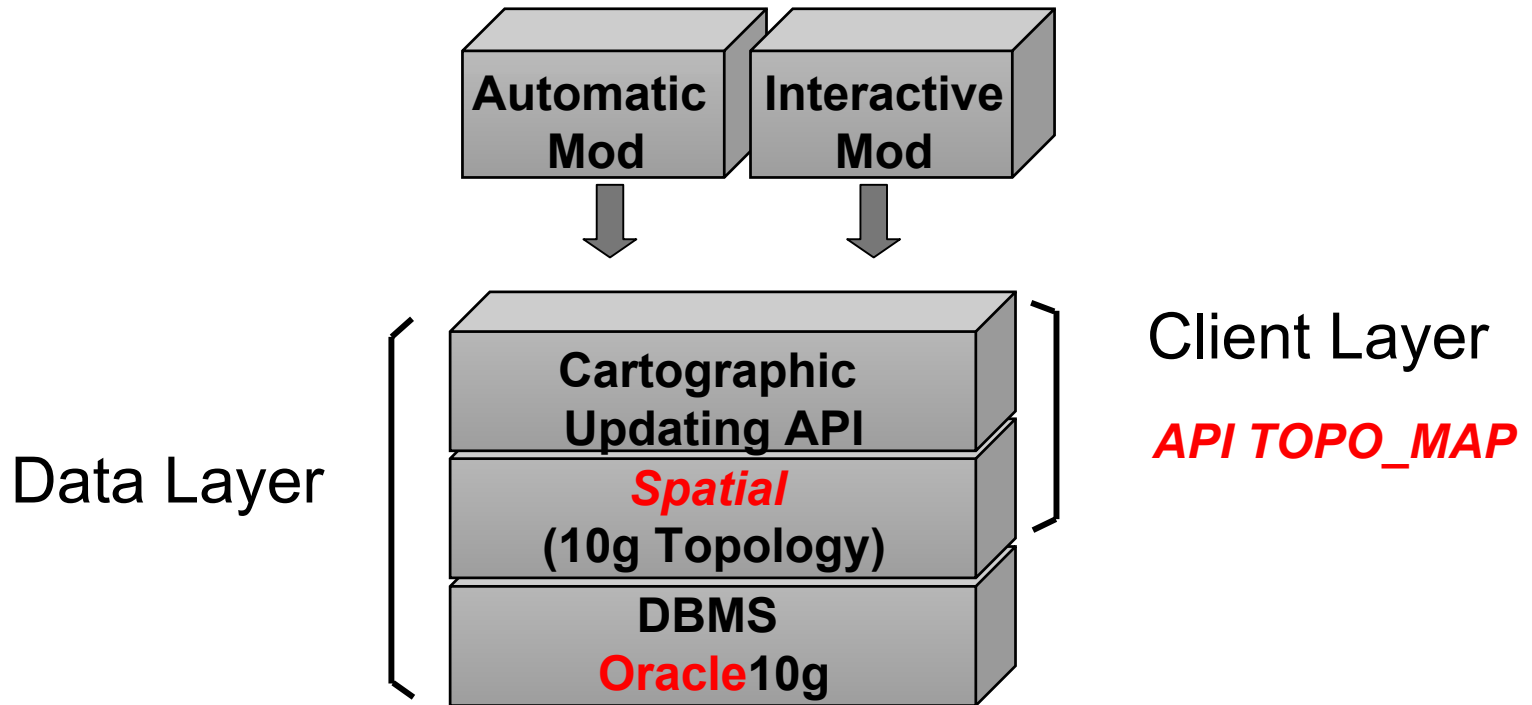 Automatic
Mod
Interactive
Mod
Cartographic
Updating API
Spatial
(10g Topology)
DBMS
Oracle10g
Data Layer
Client Layer
API TOPO_MAP